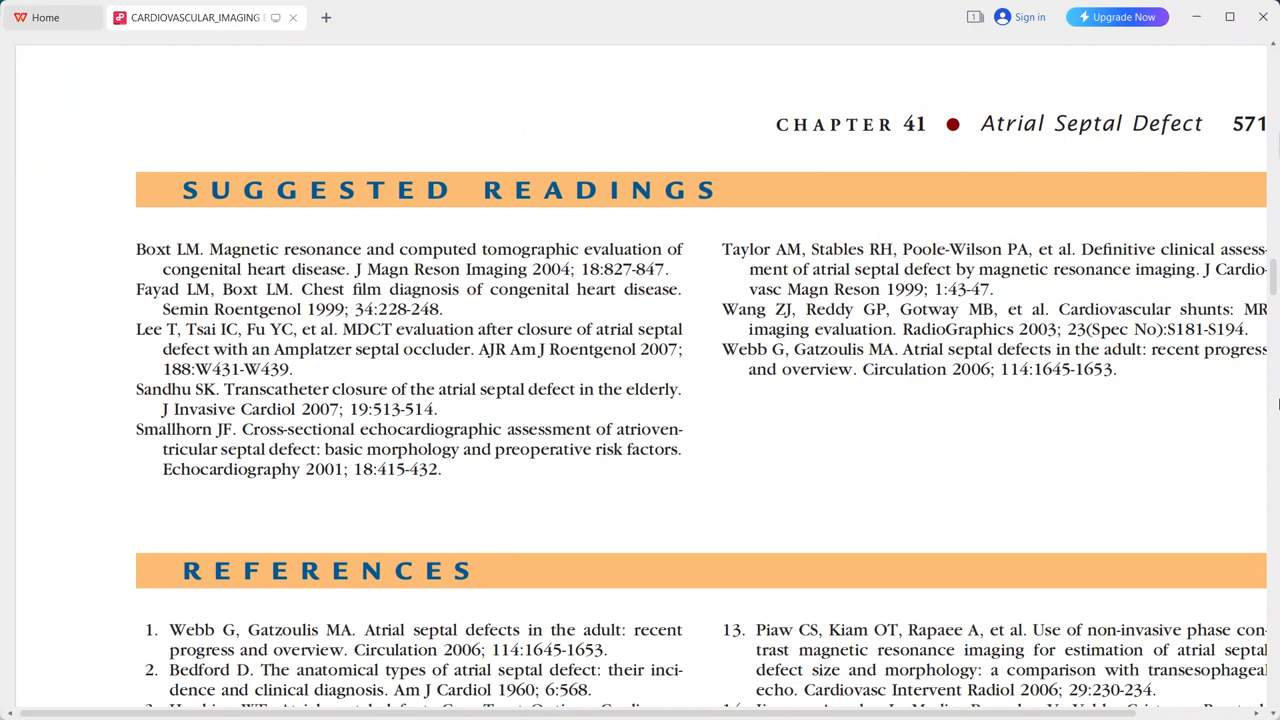 Home
CARDIOVASCULAR_IMAGING
Sign in
Upgrade Now
CHAPTER 41 ● Atrial Septal Defect 571
SUGGESTED READINGS
Boxt LM. Magnetic resonance and computed tomographic evaluation of
congenital heart disease. J Magn Reson Imaging 2004; 18:827-847.
Fayad LM, Boxt LM. Chest film diagnosis of congenital heart disease.
Semin Roentgenol 1999; 34:228-248.
Lee T, Tsai IC, Fu YC, et al. MDCT evaluation after closure of atrial septal
defect with an Amplatzer septal occluder. AJR Am J Roentgenol 2007;
188:W431-W439.
Sandhu SK. Transcatheter closure of the atrial septal defect in the elderly.
J Invasive Cardiol 2007; 19:513-514.
Smallhorn JF. Cross-sectional echocardiographic assessment of atrioven-
tricular septal defect: basic morphology and preoperative risk factors.
Echocardiography 2001; 18:415-432.
Taylor AM, Stables RH, Poole-Wilson PA, et al. Definitive clinical assess-
ment of atrial septal defect by magnetic resonance imaging. J Cardio-
vasc Magn Reson 1999; 1:43-47.
Wang ZJ, Reddy GP, Gotway MB, et al. Cardiovascular shunts: MR
imaging evaluation. RadioGraphics 2003; 23(Spec No):S181-S194.
Webb G, Gatzoulis MA. Atrial septal defects in the adult: recent progress
and overview. Circulation 2006; 114:1645-1653.
REFERENCES
1. Webb G, Gatzoulis MA. Atrial septal defects in the adult: recent
progress and overview. Circulation 2006; 114:1645-1653.
2. Bedford D. The anatomical types of atrial septal defect: their inci-
dence and clinical diagnosis. Am J Cardiol 1960; 6:568.
13. Piaw CS, Kiam OT, Rapaee A, et al. Use of non-invasive phase con-
trast magnetic resonance imaging for estimation of atrial septal
defect size and morphology: a comparison with transesophageal
echo. Cardiovasc Intervent Radiol 2006; 29:230-234.